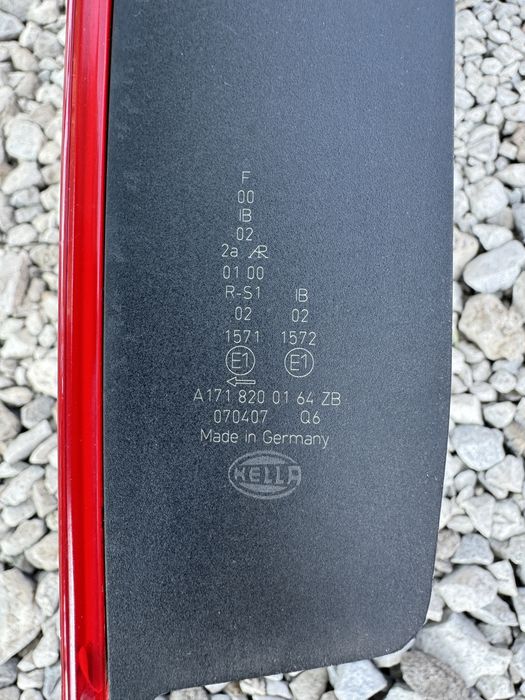 F
00
IB
02
2a AR
01 00
R-S1 IB
02 02
1571 1572
E1 E1
←
A171 820 01 64 ZB
070407 Q6
Made in Germany
HELLA